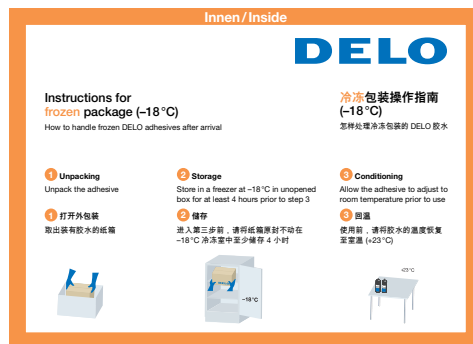 Innen/Inside
DELO
Instructions for
frozen package (–18 °C)
How to handle frozen DELO adhesives after arrival
冷冻包装操作指南
(–18 °C)
怎样处理冷冻包装的 DELO 胶水
1 Unpacking
Unpack the adhesive
2 Storage
Store in a freezer at –18 °C in unopened
box for at least 4 hours prior to step 3
3 Conditioning
Allow the adhesive to adjust to
room temperature prior to use
1 打开外包装
取出装有胶水的纸箱
2 储存
进入第三步前，请将纸箱原封不动在
–18 °C 冷冻室中至少储存 4 小时
3 回温
使用前，请将胶水的温度恢复
至室温 (+23 °C)
–18 °C
+23 °C